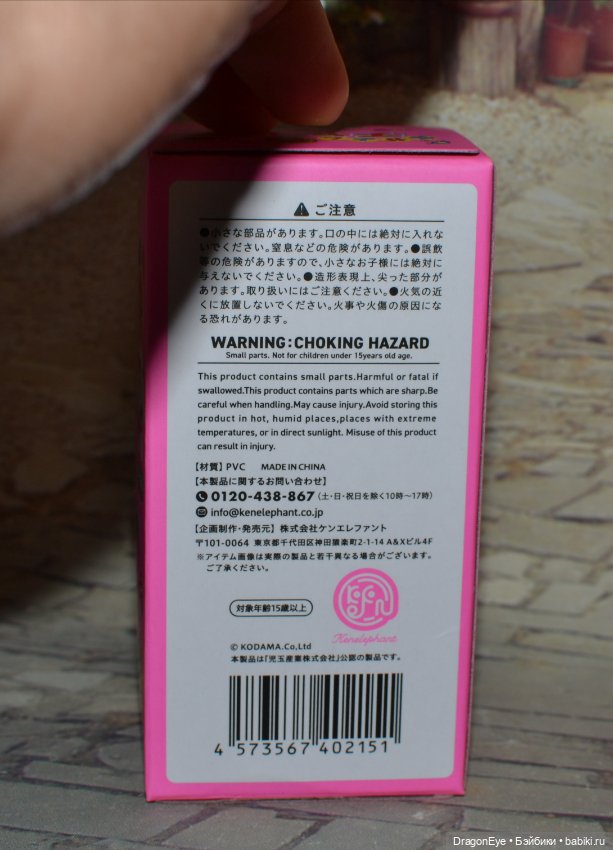 ⚠ ご注意
●小さな部品があります。口の中には絶対に入れな
いでください。窒息などの危険があります。●誤飲
等の危険がありますので、小さなお子様には絶対に
与えないでください。●造形表現上、尖った部分が
あります。取り扱いにはご注意ください。●火気の近
くに放置しないでください。火事や火傷の原因にな
る恐れがあります。
WARNING:CHOKING HAZARD
Small parts. Not for children under 15years old age.
This product contains small parts.Harmful or fatal if
swallowed.This product contains parts which are sharp.Be
careful when handling.May cause injury.Avoid storing this
product in hot, humid places,places with extreme
temperatures, or in direct sunlight. Misuse of this product
can result in injury.
【材質】PVC MADE IN CHINA
【本製品に関するお問い合わせ】
0120-438-867 (土・日・祝日を除く10時～17時)
info@kenelephant.co.jp
【企画制作・発売元】株式会社ケンエレファント
〒101-0064 東京都千代田区神田猿楽町2-1-14 A&Xビル4F
※アイテム画像は実際の製品と若干異なる場合がございます。
ご了承ください。
対象年齢15歳以上
Kenelephant
© KODAMA.Co,Ltd
本製品は「児玉産業株式会社」公認の製品です。
4 573567 402151
DragonEye • Бэйбики • babiki.ru